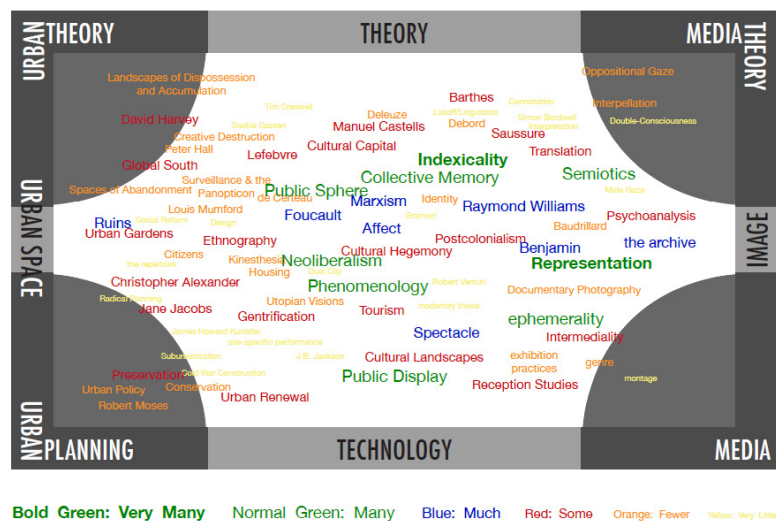 URBAN THEORY
THEORY
MEDIA THEORY
Landscapes of Dispossession
and Accumulation
Oppositional Gaze
Barthes
Interpellation
Tim Creswell
Connotation
David Harvey
Deleuze
Lakoff/Linguistics
Simon Bordwell
Double-Consciousness
Saskia Sassen
Manuel Castells
Debord
Interpretation
Creative Destruction
Saussure
Peter Hall
Lefebvre
Cultural Capital
Translation
Global South
Indexicality
Surveillance & the
Panopticon
Collective Memory
Semiotics
Spaces of Abandonment
Public Sphere
de Certeau
Marxism
Identity
Male Gaze
Louis Mumford
Foucault
Raymond Williams
Ruins
Social Reform
Design
Gramsci
Psychoanalysis
Urban Gardens
Affect
Baudrillard
Ethnography
Postcolonialism
the archive
Citizens
Cultural Hegemony
Benjamin
the repertoire
Kinesthesia
Neoliberalism
Representation
Housing
Dual City
Christopher Alexander
Phenomenology
Robert Venturi
Documentary Photography
Radical Planning
Utopian Visions
modernity thesis
Jane Jacobs
Gentrification
Tourism
ephemerality
James Howard Kunstler
Spectacle
Intermediality
site-specific performance
Suburbanization
J.B. Jackson
Cultural Landscapes
exhibition
practices
genre
Preservation
Cold War Construction
Public Display
montage
Urban Policy
Conservation
Reception Studies
Urban Renewal
Robert Moses
URBAN SPACE
IMAGE
URBAN PLANNING
TECHNOLOGY
MEDIA
Bold Green: Very Many Normal Green: Many Blue: Much Red: Some Orange: Fewer Yellow: Very Little